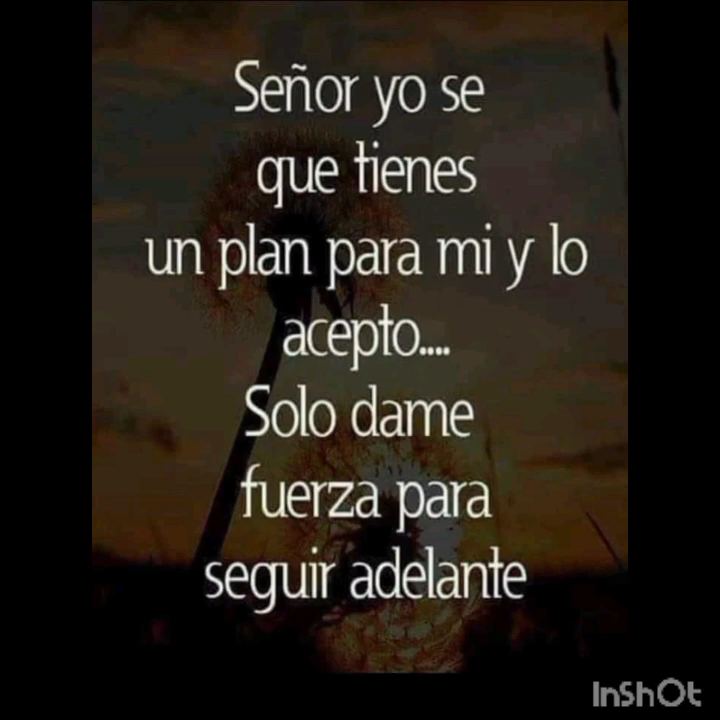 Señor yo se
que tienes
un plan para mi y lo
acepto....
Solo dame
fuerza para
seguir adelante
InShOt